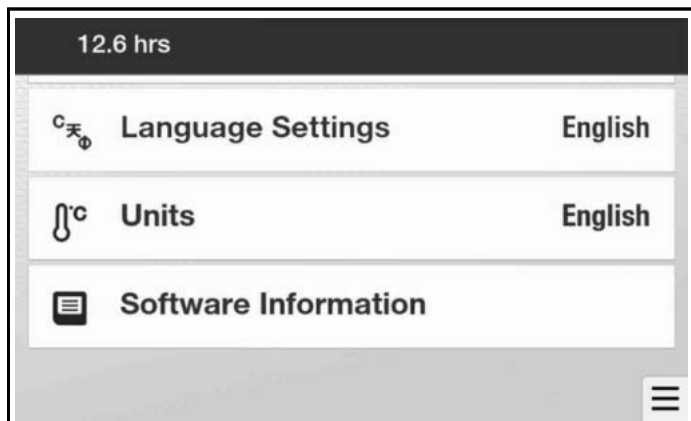 12.6 hrs
Language Settings English
°C Units English
Software Information